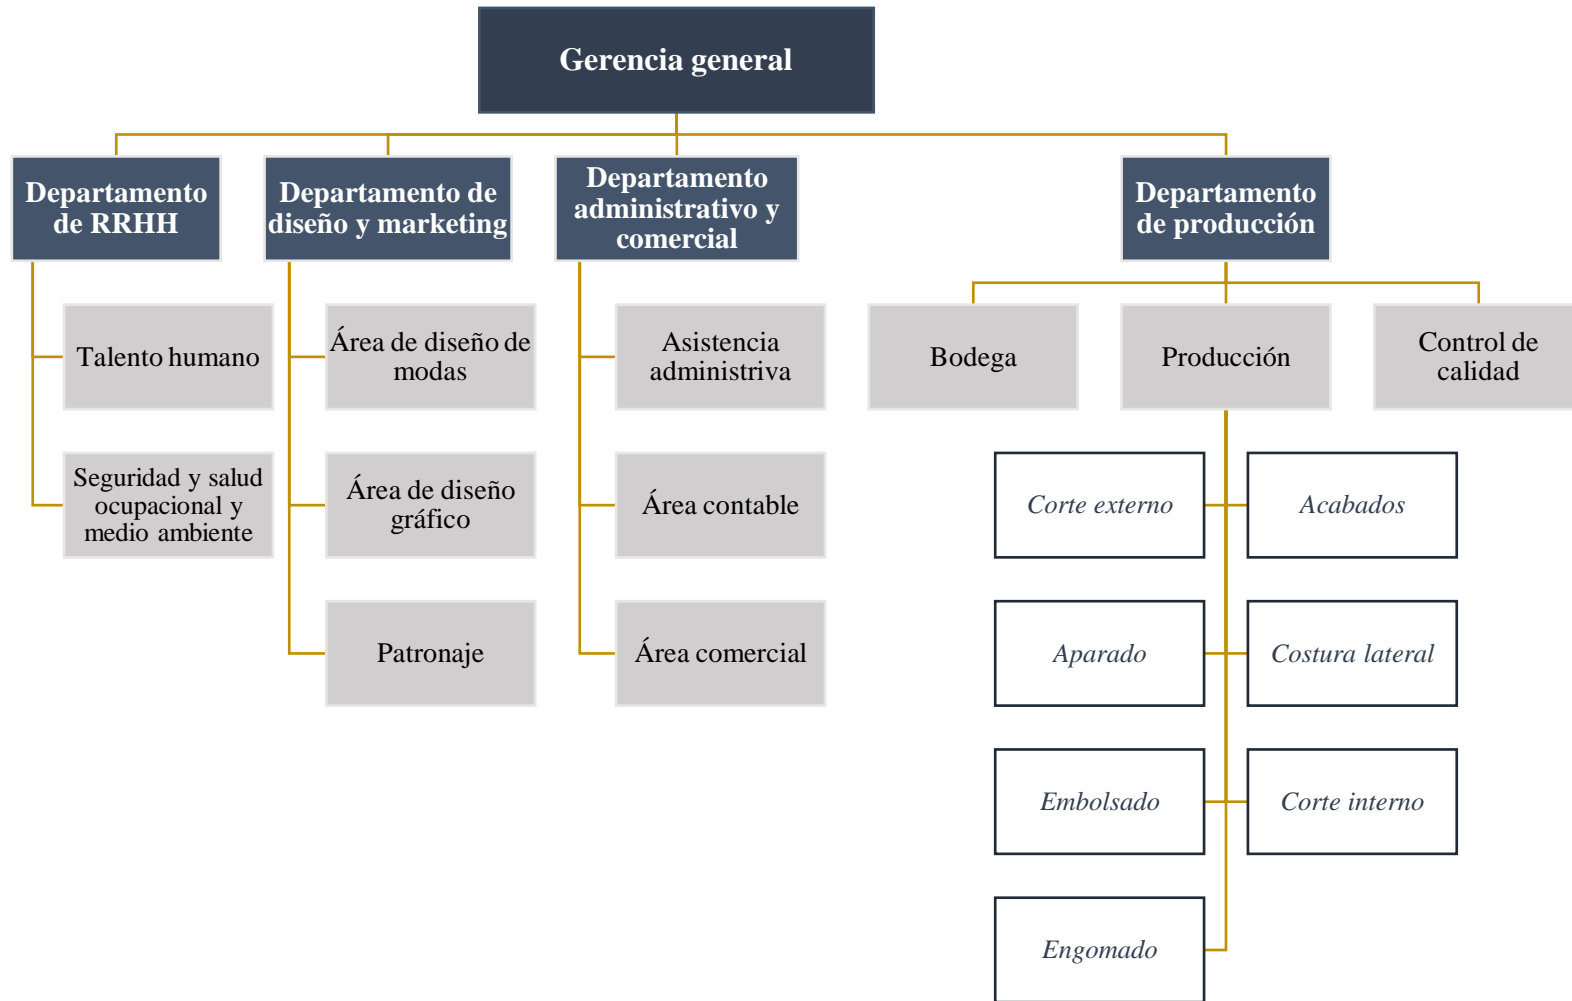 Gerencia general
Departamento
de RRHH
Departamento de
diseño y marketing
Departamento
administrativo y
comercial
Departamento
de producción
Talento humano
Seguridad y salud
ocupacional y
medio ambiente
Área de diseño de
modas
Área de diseño
gráfico
Patronaje
Asistencia
administriva
Área contable
Área comercial
Bodega
Producción
Control de
calidad
Corte externo
Acabados
Aparado
Costura lateral
Embolsado
Corte interno
Engomado